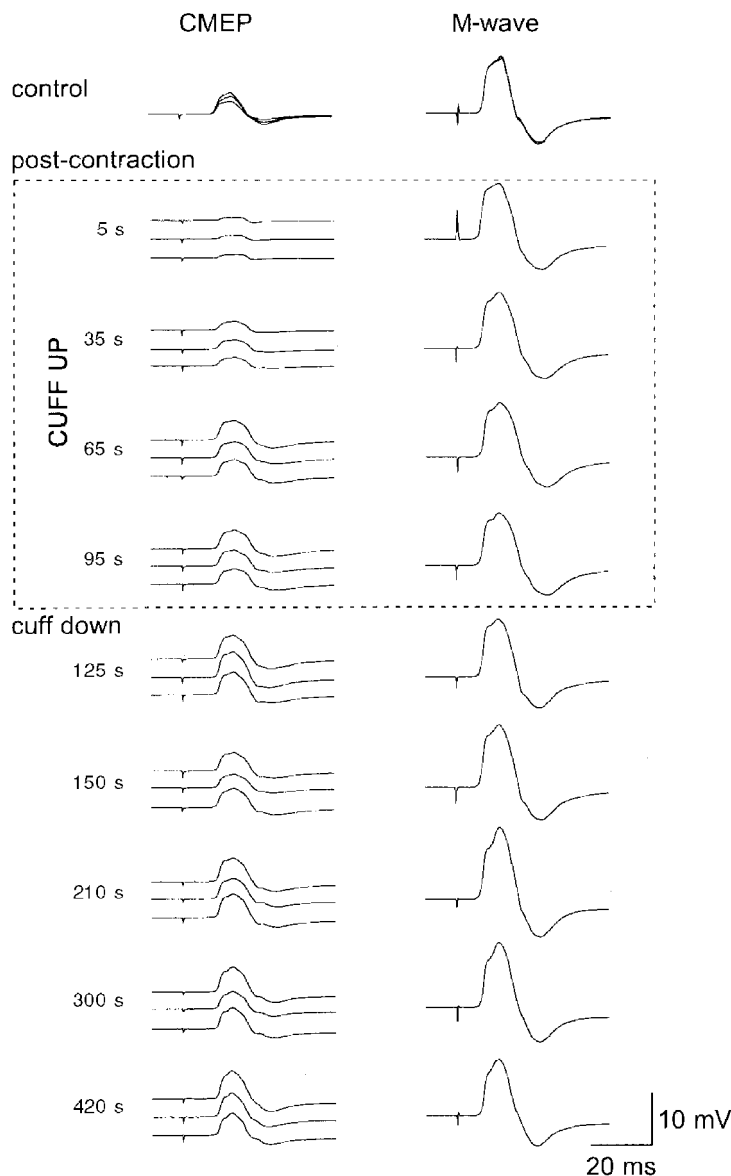 CMEP M-wave
control
post-contraction
CUFF UP
5 s
35 s
65 s
95 s
cuff down
125 s
150 s
210 s
300 s
420 s
10 mV
20 ms